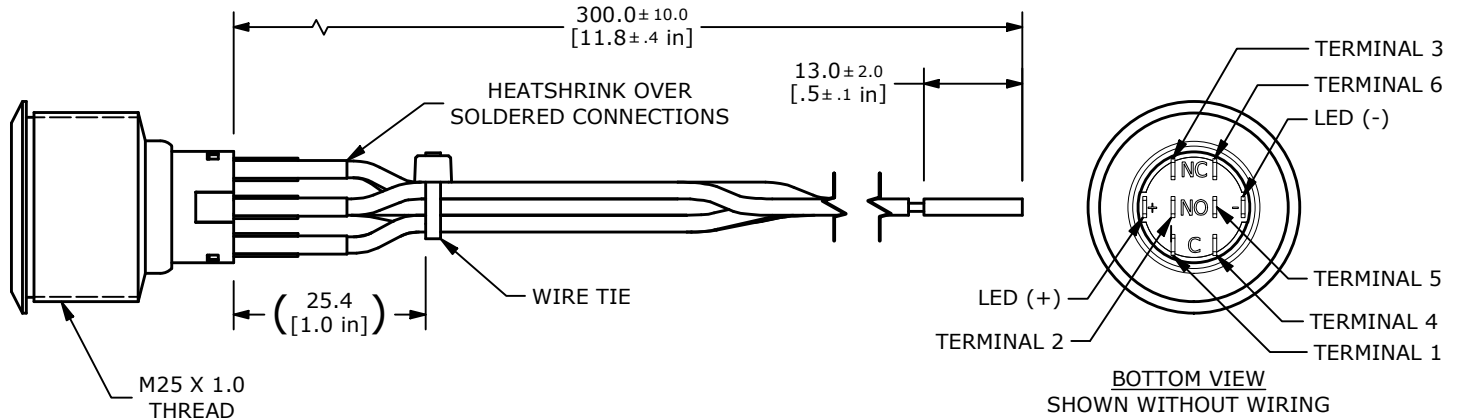 300.0±10.0
[11.8±.4 in]
13.0±2.0
[.5±.1 in]
HEATSHRINK OVER
SOLDERED CONNECTIONS
TERMINAL 3
TERMINAL 6
LED (-)
NC
+ NO -
C
25.4
[1.0 in]
( )
WIRE TIE
LED (+)
TERMINAL 2
TERMINAL 5
TERMINAL 4
TERMINAL 1
M25 X 1.0
THREAD
BOTTOM VIEW
SHOWN WITHOUT WIRING